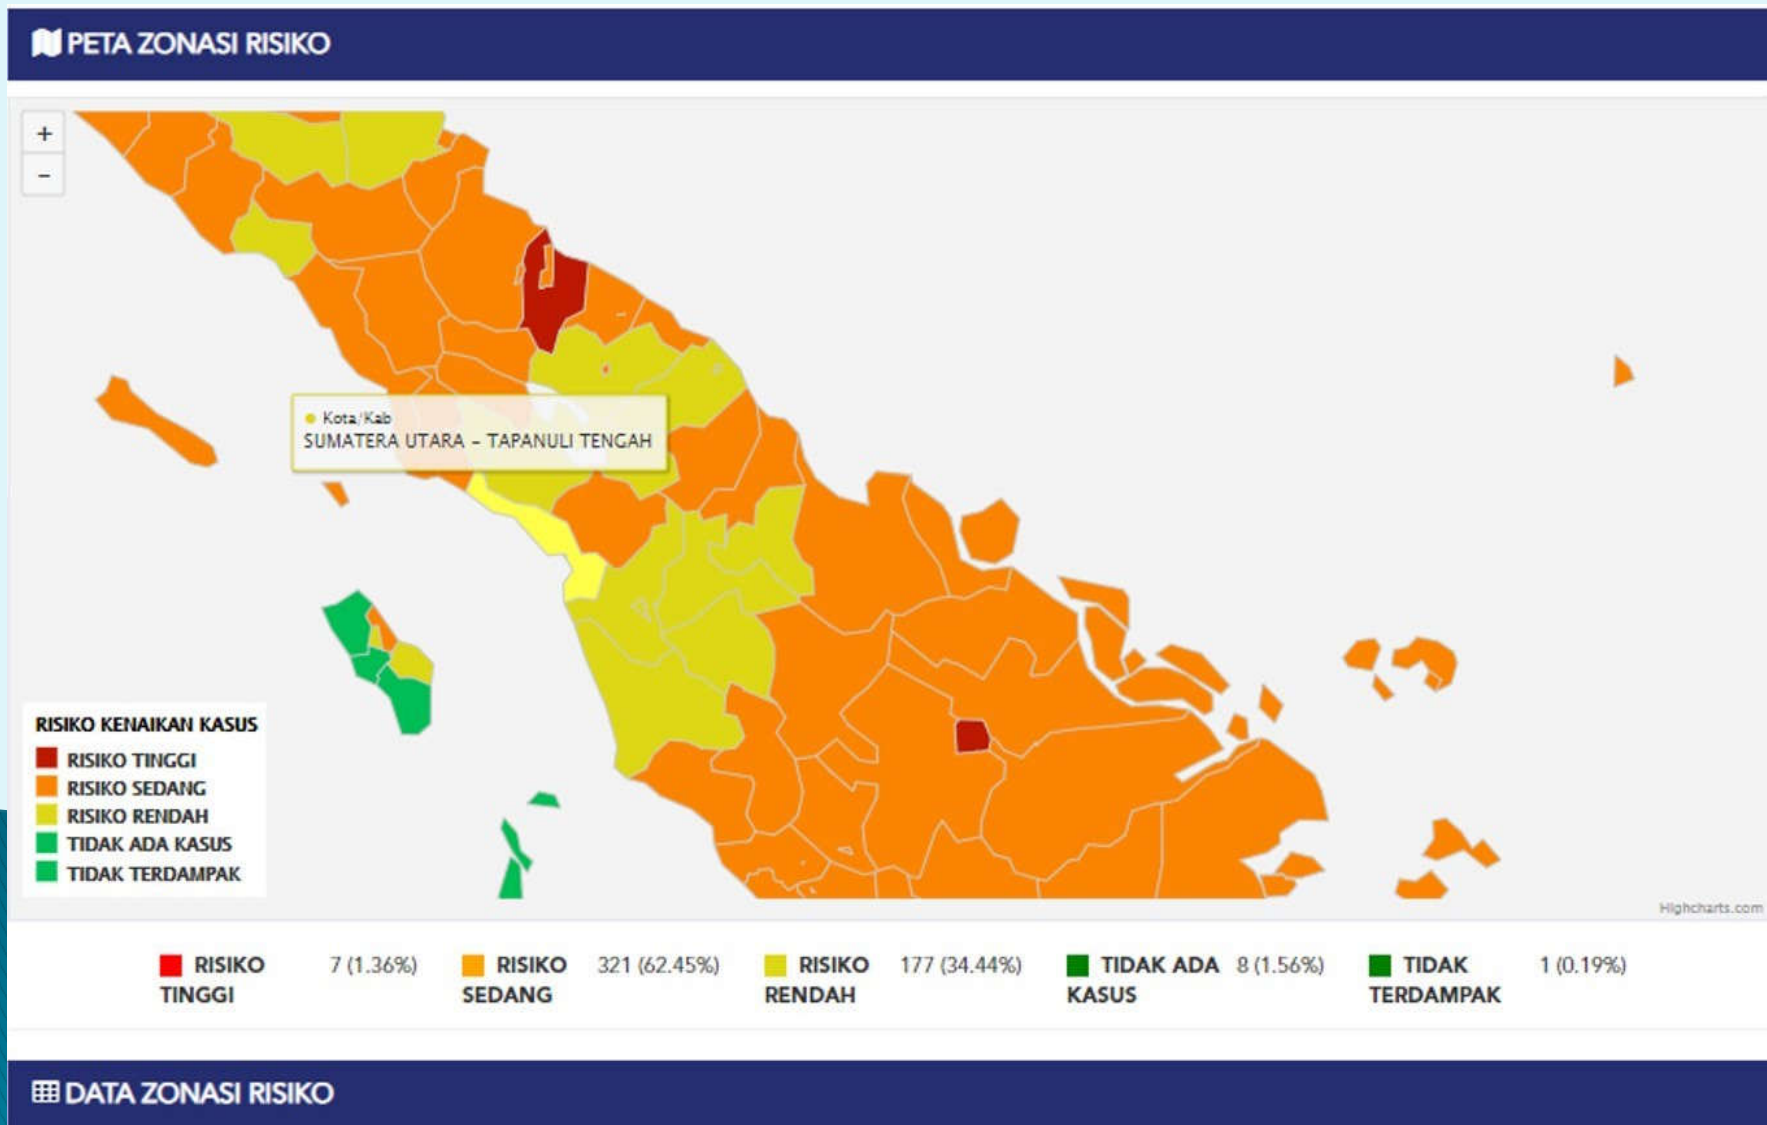 PETA ZONASI RISIKO
+
-
Kota/Kab
SUMATERA UTARA - TAPANULI TENGAH
RISIKO KENAIKAN KASUS
RISIKO TINGGI
RISIKO SEDANG
RISIKO RENDAH
TIDAK ADA KASUS
TIDAK TERDAMPAK
Highcharts.com
RISIKO TINGGI 7 (1.36%)
RISIKO SEDANG 321 (62.45%)
RISIKO RENDAH 177 (34.44%)
TIDAK ADA KASUS 8 (1.56%)
TIDAK TERDAMPAK 1 (0.19%)
DATA ZONASI RISIKO